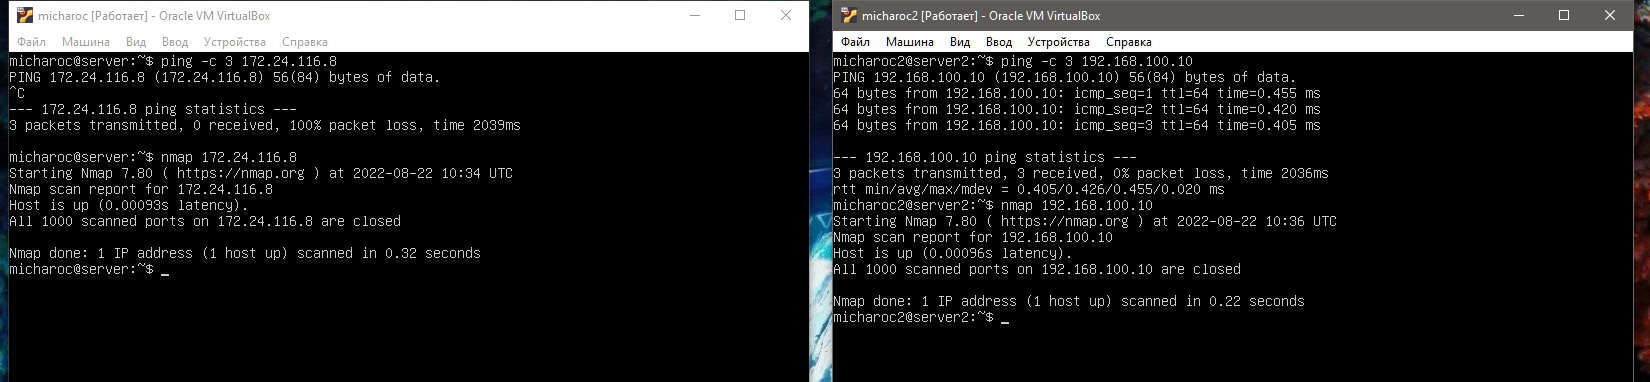 micharoc [Работает] - Oracle VM VirtualBox
Файл Машина Вид Ввод Устройства Справка
micharoc@server:~$ ping -c 3 172.24.116.8
PING 172.24.116.8 (172.24.116.8) 56(84) bytes of data.
^C
--- 172.24.116.8 ping statistics ---
3 packets transmitted, 0 received, 100% packet loss, time 2039ms
micharoc@server:~$ nmap 172.24.116.8
Starting Nmap 7.80 ( https://nmap.org ) at 2022-08-22 10:34 UTC
Nmap scan report for 172.24.116.8
Host is up (0.00093s latency).
All 1000 scanned ports on 172.24.116.8 are closed
Nmap done: 1 IP address (1 host up) scanned in 0.32 seconds
micharoc@server:~$ _
micharoc2 [Работает] - Oracle VM VirtualBox
Файл Машина Вид Ввод Устройства Справка
micharoc2@server2:~$ ping -c 3 192.168.100.10
PING 192.168.100.10 (192.168.100.10) 56(84) bytes of data.
64 bytes from 192.168.100.10: icmp_seq=1 ttl=64 time=0.455 ms
64 bytes from 192.168.100.10: icmp_seq=2 ttl=64 time=0.420 ms
64 bytes from 192.168.100.10: icmp_seq=3 ttl=64 time=0.405 ms
--- 192.168.100.10 ping statistics ---
3 packets transmitted, 3 received, 0% packet loss, time 2036ms
rtt min/avg/max/mdev = 0.405/0.426/0.455/0.020 ms
micharoc2@server2:~$ nmap 192.168.100.10
Starting Nmap 7.80 ( https://nmap.org ) at 2022-08-22 10:36 UTC
Nmap scan report for 192.168.100.10
Host is up (0.00096s latency).
All 1000 scanned ports on 192.168.100.10 are closed
Nmap done: 1 IP address (1 host up) scanned in 0.22 seconds
micharoc2@server2:~$ _